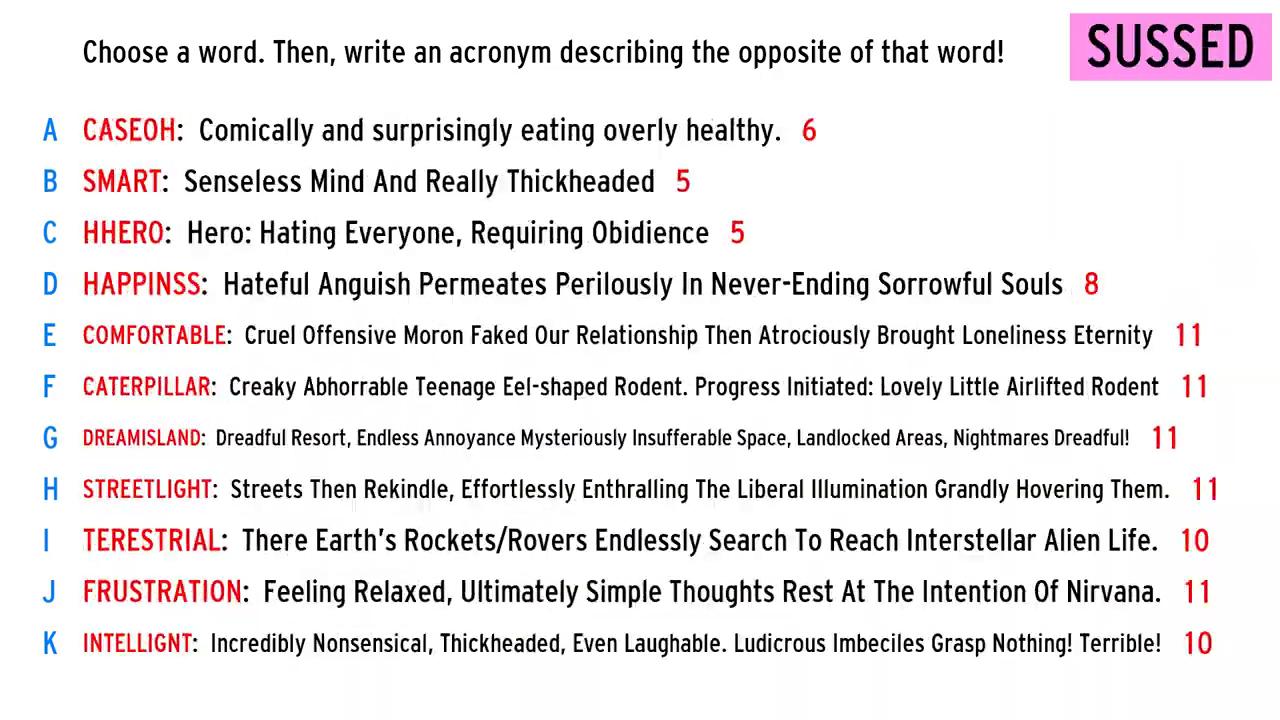 Choose a word. Then, write an acronym describing the opposite of that word!
SUSSED
A CASEOH: Comically and surprisingly eating overly healthy. 6
B SMART: Senseless Mind And Really Thickheaded 5
C HHERO: Hero: Hating Everyone, Requiring Obidience 5
D HAPPINSS: Hateful Anguish Permeates Perilously In Never-Ending Sorrowful Souls 8
E COMFORTABLE: Cruel Offensive Moron Faked Our Relationship Then Atrociously Brought Loneliness Eternity 11
F CATERPILLAR: Creaky Abhorrable Teenage Eel-shaped Rodent. Progress Initiated: Lovely Little Airlifted Rodent 11
G DREAMISLAND: Dreadful Resort, Endless Annoyance Mysteriously Insufferable Space, Landlocked Areas, Nightmares Dreadful! 11
H STREETLIGHT: Streets Then Rekindle, Effortlessly Enthralling The Liberal Illumination Grandly Hovering Them. 11
I TERESTRIAL: There Earth's Rockets/Rovers Endlessly Search To Reach Interstellar Alien Life. 10
J FRUSTRATION: Feeling Relaxed, Ultimately Simple Thoughts Rest At The Intention Of Nirvana. 11
K INTELLIGNT: Incredibly Nonsensical, Thickheaded, Even Laughable. Ludicrous Imbeciles Grasp Nothing! Terrible! 10